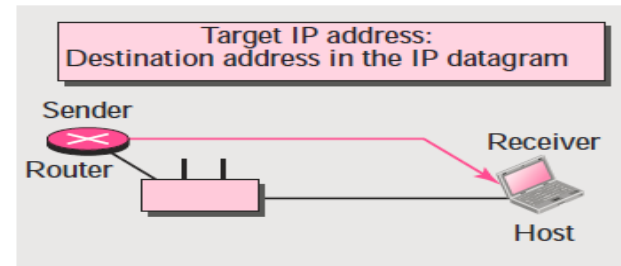 Target IP address:
Destination address in the IP datagram
Sender
Receiver
Router
Host